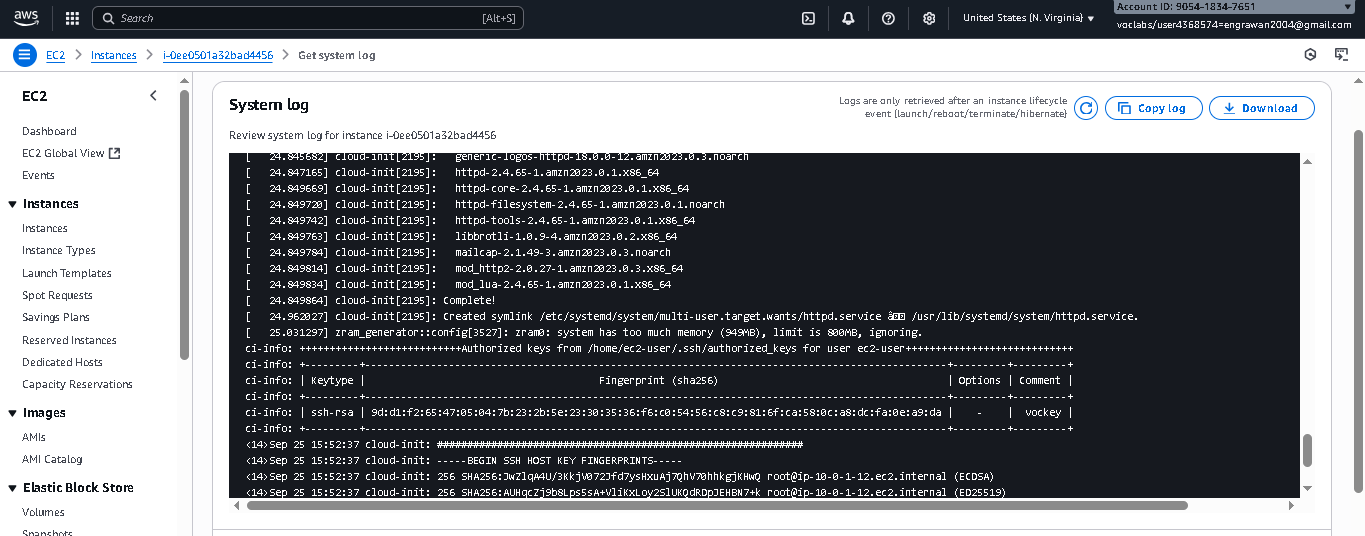 aws
Search [Alt+S]
United States (N. Virginia)
Account ID: 9054-1834-7651
voclabs/user4368574=engrawan2004@gmail.com
EC2 > Instances > i-0ee0501a32bad4456 > Get system log
EC2
Dashboard
EC2 Global View
Events
Instances
Instances
Instance Types
Launch Templates
Spot Requests
Savings Plans
Reserved Instances
Dedicated Hosts
Capacity Reservations
Images
AMIs
AMI Catalog
Elastic Block Store
Volumes
Snapshots
System log
Logs are only retrieved after an instance lifecycle
event (launch/reboot/terminate/hibernate)
Copy log
Download
Review system log for instance i-0ee0501a32bad4456
[ 24.845682] cloud-init[2195]: generic-logos-httpd-18.0.0-12.amzn2023.0.3.noarch
[ 24.847165] cloud-init[2195]: httpd-2.4.65-1.amzn2023.0.1.x86_64
[ 24.849669] cloud-init[2195]: httpd-core-2.4.65-1.amzn2023.0.1.x86_64
[ 24.849720] cloud-init[2195]: httpd-filesystem-2.4.65-1.amzn2023.0.1.noarch
[ 24.849742] cloud-init[2195]: httpd-tools-2.4.65-1.amzn2023.0.1.x86_64
[ 24.849763] cloud-init[2195]: libbrotli-1.0.9-4.amzn2023.0.2.x86_64
[ 24.849784] cloud-init[2195]: mailcap-2.1.49-3.amzn2023.0.3.noarch
[ 24.849814] cloud-init[2195]: mod_http2-2.0.27-1.amzn2023.0.3.x86_64
[ 24.849834] cloud-init[2195]: mod_lua-2.4.65-1.amzn2023.0.1.x86_64
[ 24.849864] cloud-init[2195]: Complete!
[ 24.962027] cloud-init[2195]: Created symlink /etc/systemd/system/multi-user.target.wants/httpd.service â /usr/lib/systemd/system/httpd.service.
[ 25.031297] zram_generator::config[3527]: zram0: system has too much memory (949MB), limit is 800MB, ignoring.
ci-info: +++++++++++++++++++++++++++Authorized keys from /home/ec2-user/.ssh/authorized_keys for user ec2-user++++++++++++++++++++++++++++
ci-info: +---------+-------------------------------------------------------------------------------------------------+---------+---------+
ci-info: | Keytype | Fingerprint (sha256) | Options | Comment |
ci-info: +---------+-------------------------------------------------------------------------------------------------+---------+---------+
ci-info: | ssh-rsa | 9d:d1:f2:65:47:05:04:7b:23:2b:5e:23:30:35:36:f6:c0:54:56:c8:c9:81:6f:ca:58:0c:a8:dc:fa:0e:a9:da | - | vockey |
ci-info: +---------+-------------------------------------------------------------------------------------------------+---------+---------+
<14>Sep 25 15:52:37 cloud-init: #############################################################
<14>Sep 25 15:52:37 cloud-init: -----BEGIN SSH HOST KEY FINGERPRINTS-----
<14>Sep 25 15:52:37 cloud-init: 256 SHA256:JwZlqA4U/3KkjV072Jfd7ysHxuAj7QhV70hhkgjKHwQ root@ip-10-0-1-12.ec2.internal (ECDSA)
<14>Sep 25 15:52:37 cloud-init: 256 SHA256:AUHqcZj9b8Lps5sA+VliKxLoy2SlUKQdRDpJEHBN7+k root@ip-10-0-1-12.ec2.internal (ED25519)